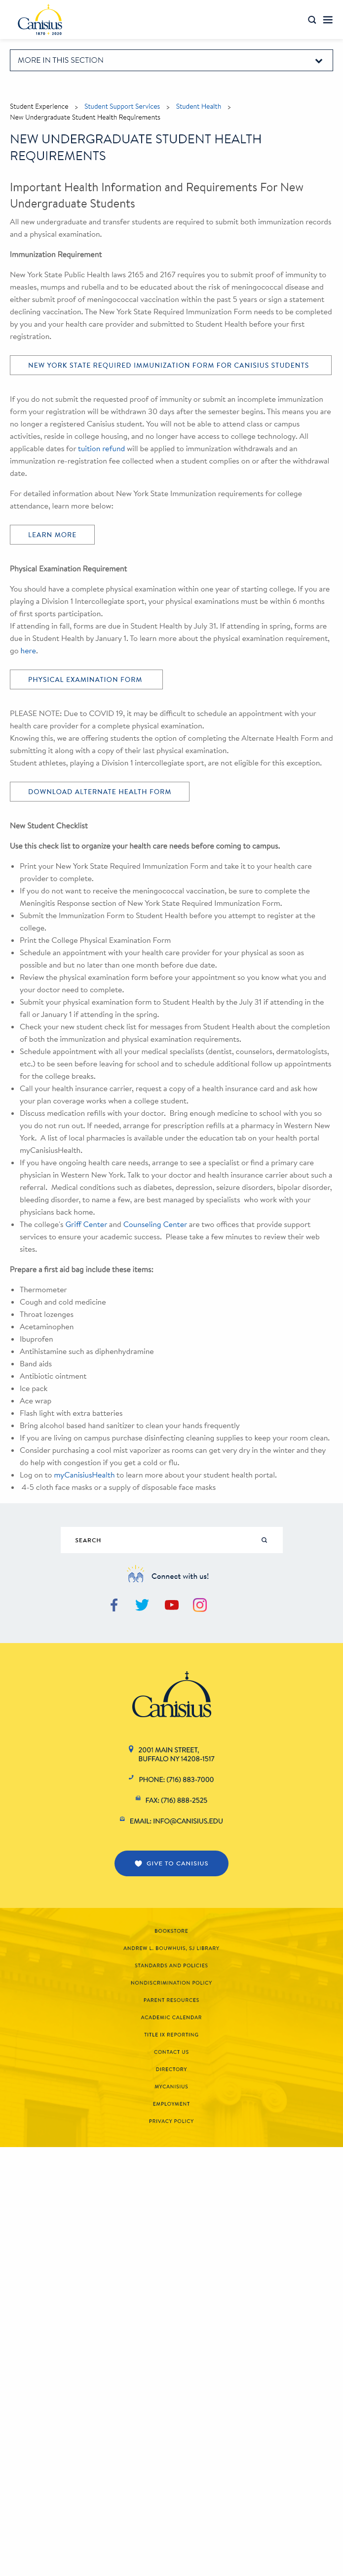 Canisius
1870 2020
MORE IN THIS SECTION
Student Experience > Student Support Services > Student Health >
New Undergraduate Student Health Requirements
NEW UNDERGRADUATE STUDENT HEALTH
REQUIREMENTS
Important Health Information and Requirements For New
Undergraduate Students
All new undergraduate and transfer students are required to submit both immunization records
and a physical examination.
Immunization Requirement
New York State Public Health laws 2165 and 2167 requires you to submit proof of immunity to
measles, mumps and rubella and to be educated about the risk of meningococcal disease and
either submit proof of meningococcal vaccination within the past 5 years or sign a statement
declining vaccination. The New York State Required Immunization Form needs to be completed
by you and your health care provider and submitted to Student Health before your first
registration.
NEW YORK STATE REQUIRED IMMUNIZATION FORM FOR CANISIUS STUDENTS
If you do not submit the requested proof of immunity or submit an incomplete immunization
form your registration will be withdrawn 30 days after the semester begins. This means you are
no longer a registered Canisius student. You will not be able to attend class or campus
activities, reside in college housing, and no longer have access to college technology. All
applicable dates for tuition refund will be applied to immunization withdrawals and an
immunization re-registration fee collected when a student complies on or after the withdrawal
date.
For detailed information about New York State Immunization requirements for college
attendance, learn more below:
LEARN MORE
Physical Examination Requirement
You should have a complete physical examination within one year of starting college. If you are
playing a Division 1 Intercollegiate sport, your physical examinations must be within 6 months
of first sports participation.
If attending in fall, forms are due in Student Health by July 31. If attending in spring, forms are
due in Student Health by January 1. To learn more about the physical examination requirement,
go here.
PHYSICAL EXAMINATION FORM
PLEASE NOTE: Due to COVID 19, it may be difficult to schedule an appointment with your
health care provider for a complete physical examination.
Knowing this, we are offering students the option of completing the Alternate Health Form and
submitting it along with a copy of their last physical examination.
Student athletes, playing a Division 1 intercollegiate sport, are not eligible for this exception.
DOWNLOAD ALTERNATE HEALTH FORM
New Student Checklist
Use this check list to organize your health care needs before coming to campus.
• Print your New York State Required Immunization Form and take it to your health care
provider to complete.
• If you do not want to receive the meningococcal vaccination, be sure to complete the
Meningitis Response section of New York State Required Immunization Form.
• Submit the Immunization Form to Student Health before you attempt to register at the
college.
• Print the College Physical Examination Form
• Schedule an appointment with your health care provider for your physical as soon as
possible and but no later than one month before due date.
• Review the physical examination form before your appointment so you know what you and
your doctor need to complete.
• Submit your physical examination form to Student Health by the July 31 if attending in the
fall or January 1 if attending in the spring.
• Check your new student check list for messages from Student Health about the completion
of both the immunization and physical examination requirements.
• Schedule appointment with all your medical specialists (dentist, counselors, dermatologists,
etc.) to be seen before leaving for school and to schedule additional follow up appointments
for the college breaks.
• Call your health insurance carrier, request a copy of a health insurance card and ask how
your plan coverage works when a college student.
• Discuss medication refills with your doctor. Bring enough medicine to school with you so
you do not run out. If needed, arrange for prescription refills at a pharmacy in Western New
York. A list of local pharmacies is available under the education tab on your health portal
myCanisiusHealth.
• If you have ongoing health care needs, arrange to see a specialist or find a primary care
physician in Western New York. Talk to your doctor and health insurance carrier about such a
referral. Medical conditions such as diabetes, depression, seizure disorders, bipolar disorder,
bleeding disorder, to name a few, are best managed by specialists who work with your
physicians back home.
• The college's Griff Center and Counseling Center are two offices that provide support
services to ensure your academic success. Please take a few minutes to review their web
sites.
Prepare a first aid bag include these items:
• Thermometer
• Cough and cold medicine
• Throat lozenges
• Acetaminophen
• Ibuprofen
• Antihistamine such as diphenhydramine
• Band aids
• Antibiotic ointment
• Ice pack
• Ace wrap
• Flash light with extra batteries
• Bring alcohol based hand sanitizer to clean your hands frequently
• If you are living on campus purchase disinfecting cleaning supplies to keep your room clean.
• Consider purchasing a cool mist vaporizer as rooms can get very dry in the winter and they
do help with congestion if you get a cold or flu.
• Log on to myCanisiusHealth to learn more about your student health portal.
• 4-5 cloth face masks or a supply of disposable face masks
SEARCH
Connect with us!
Canisius
2001 MAIN STREET,
BUFFALO NY 14208-1517
PHONE: (716) 883-7000
FAX: (716) 888-2525
EMAIL: INFO@CANISIUS.EDU
GIVE TO CANISIUS
BOOKSTORE
ANDREW L. BOUWHUIS, SJ LIBRARY
STANDARDS AND POLICIES
NONDISCRIMINATION POLICY
PARENT RESOURCES
ACADEMIC CALENDAR
TITLE IX REPORTING
CONTACT US
DIRECTORY
MYCANISIUS
EMPLOYMENT
PRIVACY POLICY